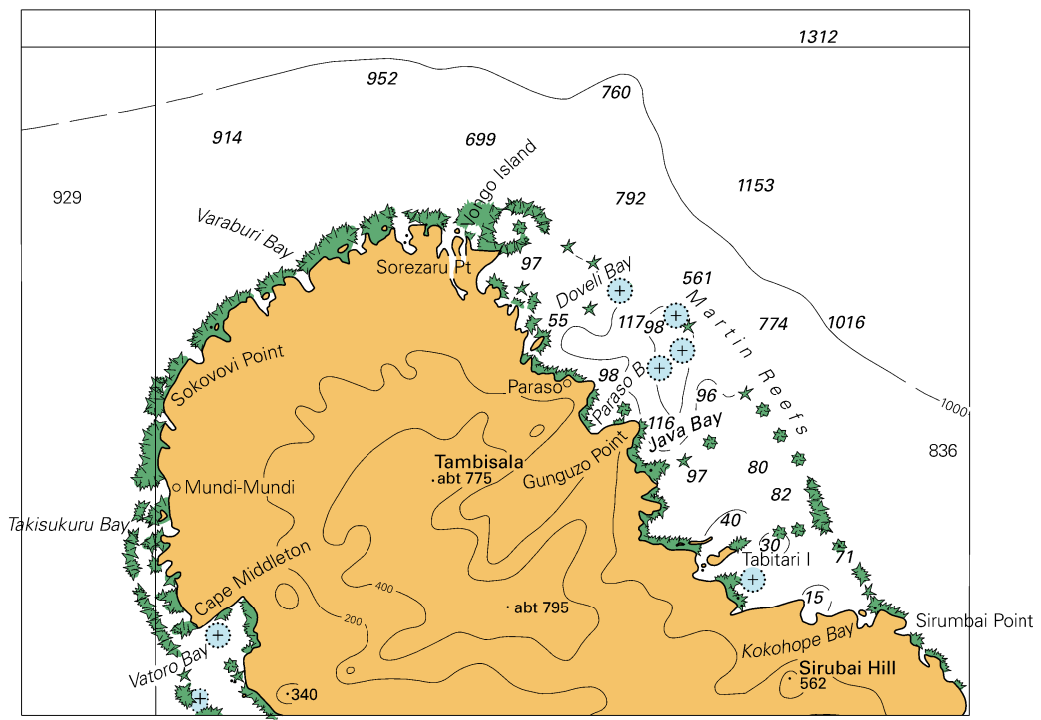 1312
952
760
914
699
Iongo Island
1153
929
792
Varaburi Bay
97
Sorezaru Pt
Doveli Bay
561
Martin Reefs
55
117
98
774
1016
Sokovovi Point
98
Paraso
Paraso B
96
1000
116
Java Bay
836
Tambisala
abt 775
Gunguzo Point
97
80
Mundi-Mundi
82
Takisukuru Bay
40
30
Tabitari I
71
Cape Middleton
400
200
abt 795
15
Sirumbai Point
Kokohope Bay
Vatoro Bay
Sirubai Hill
562
340